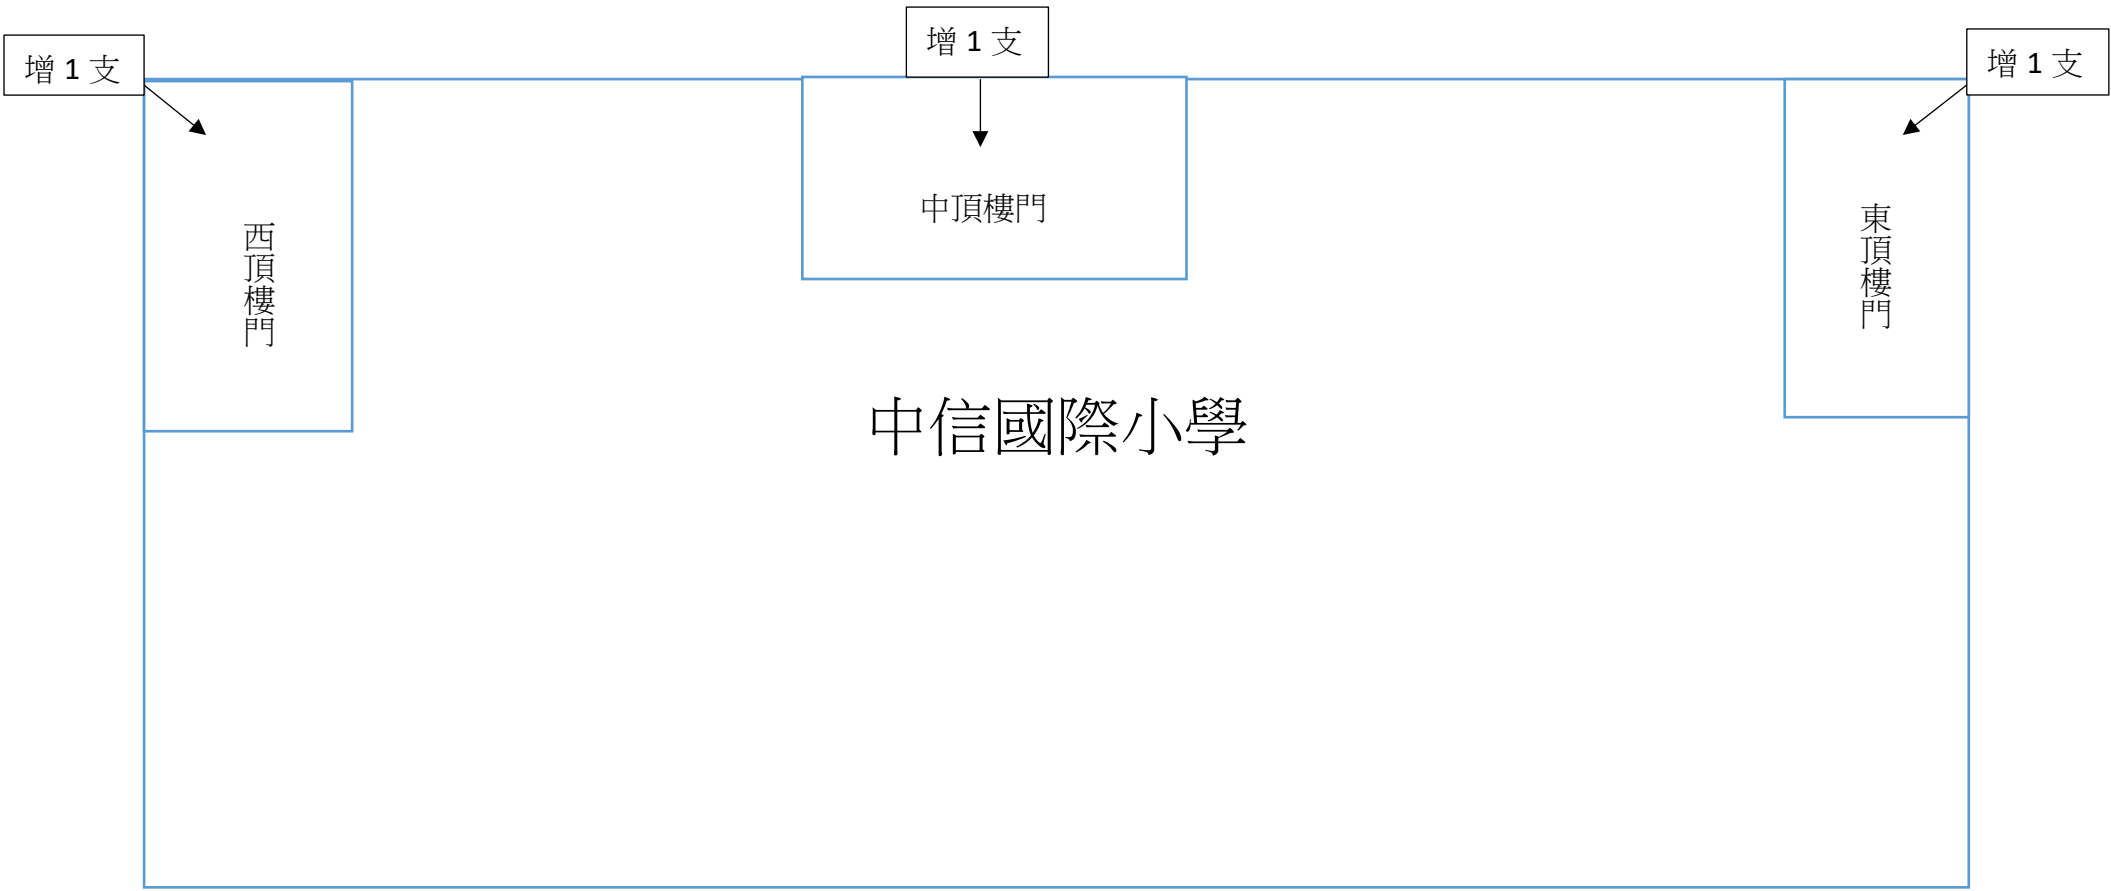 增 1 支
增 1 支
增 1 支
西頂樓門
中頂樓門
東頂樓門
中信國際小學